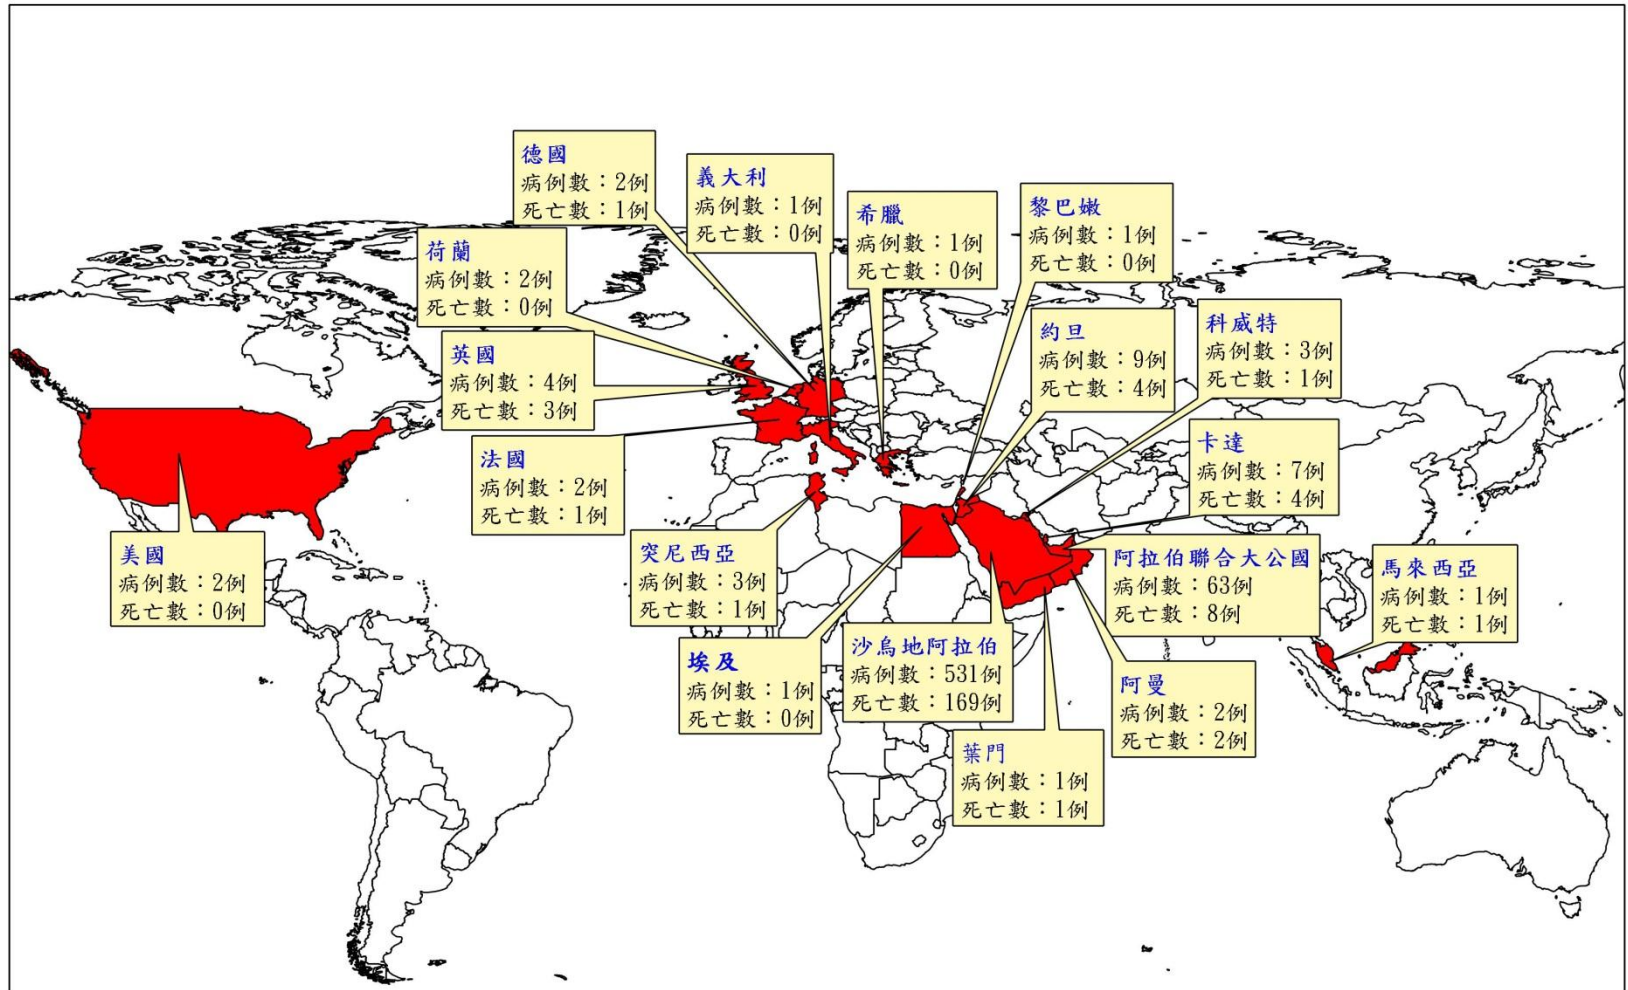 德國
病例數：2例
死亡數：1例
義大利
病例數：1例
死亡數：0例
希臘
病例數：1例
死亡數：0例
黎巴嫩
病例數：1例
死亡數：0例
荷蘭
病例數：2例
死亡數：0例
約旦
病例數：9例
死亡數：4例
科威特
病例數：3例
死亡數：1例
英國
病例數：4例
死亡數：3例
卡達
病例數：7例
死亡數：4例
法國
病例數：2例
死亡數：1例
美國
病例數：2例
死亡數：0例
突尼西亞
病例數：3例
死亡數：1例
阿拉伯聯合大公國
病例數：63例
死亡數：8例
馬來西亞
病例數：1例
死亡數：1例
埃及
病例數：1例
死亡數：0例
沙烏地阿拉伯
病例數：531例
死亡數：169例
阿曼
病例數：2例
死亡數：2例
葉門
病例數：1例
死亡數：1例